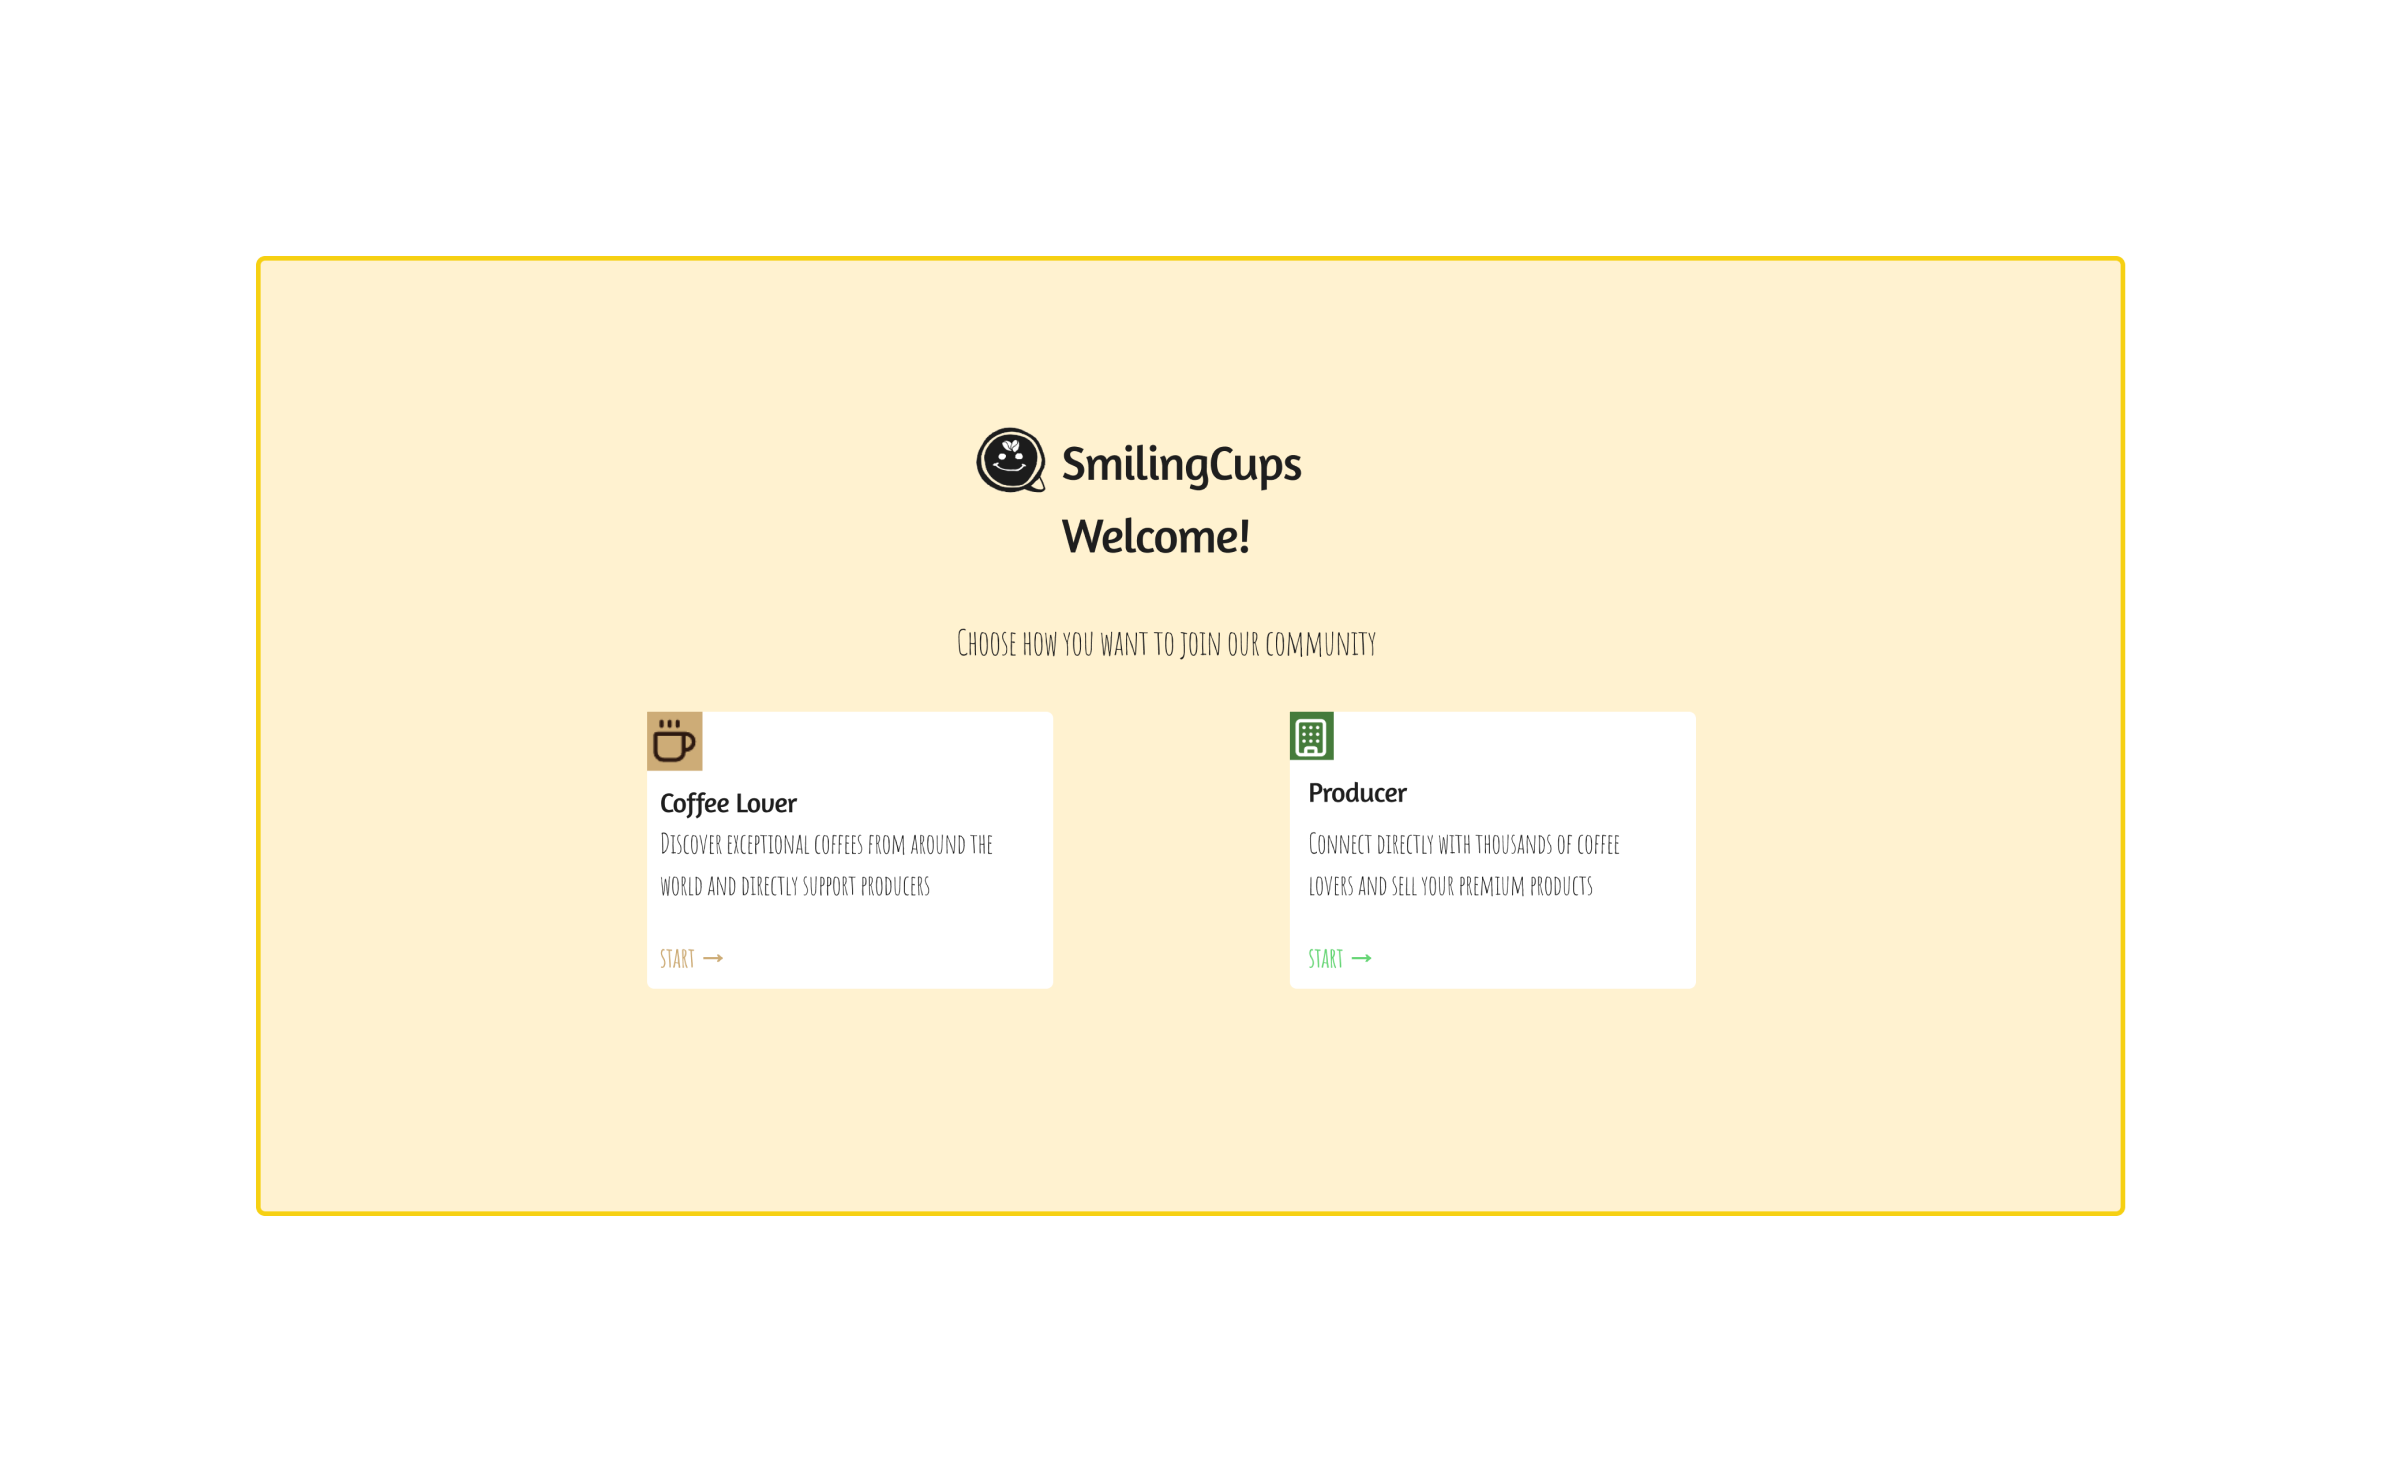 SmilingCups
Welcome!
Choose how you want to join our community
Coffee Lover
Discover exceptional coffees from around the
world and directly support producers
START →
Producer
Connect directly with thousands of coffee
lovers and sell your premium products
START →